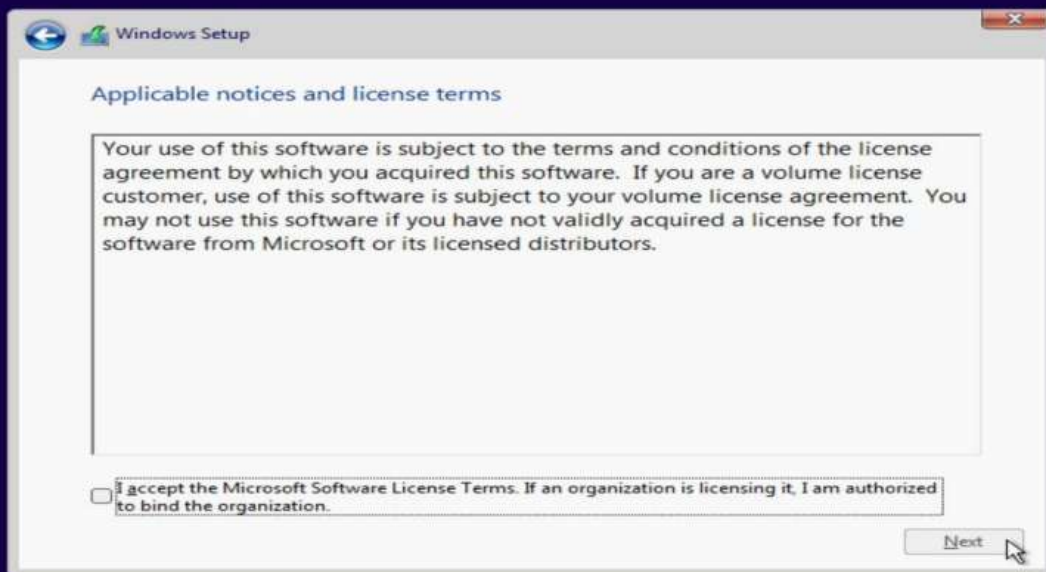 Windows Setup
Applicable notices and license terms
Your use of this software is subject to the terms and conditions of the license
agreement by which you acquired this software.  If you are a volume license
customer, use of this software is subject to your volume license agreement.  You
may not use this software if you have not validly acquired a license for the
software from Microsoft or its licensed distributors.
I accept the Microsoft Software License Terms. If an organization is licensing it, I am authorized
to bind the organization.
Next